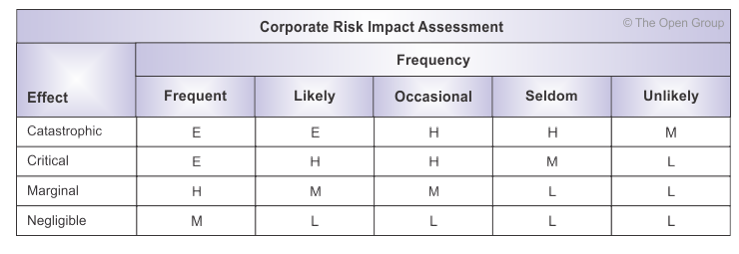 Corporate Risk Impact Assessment © The Open Group
Effect Frequency
Frequent Likely Occasional Seldom Unlikely
Catastrophic E E H H M
Critical E H H M L
Marginal H M M L L
Negligible M L L L L